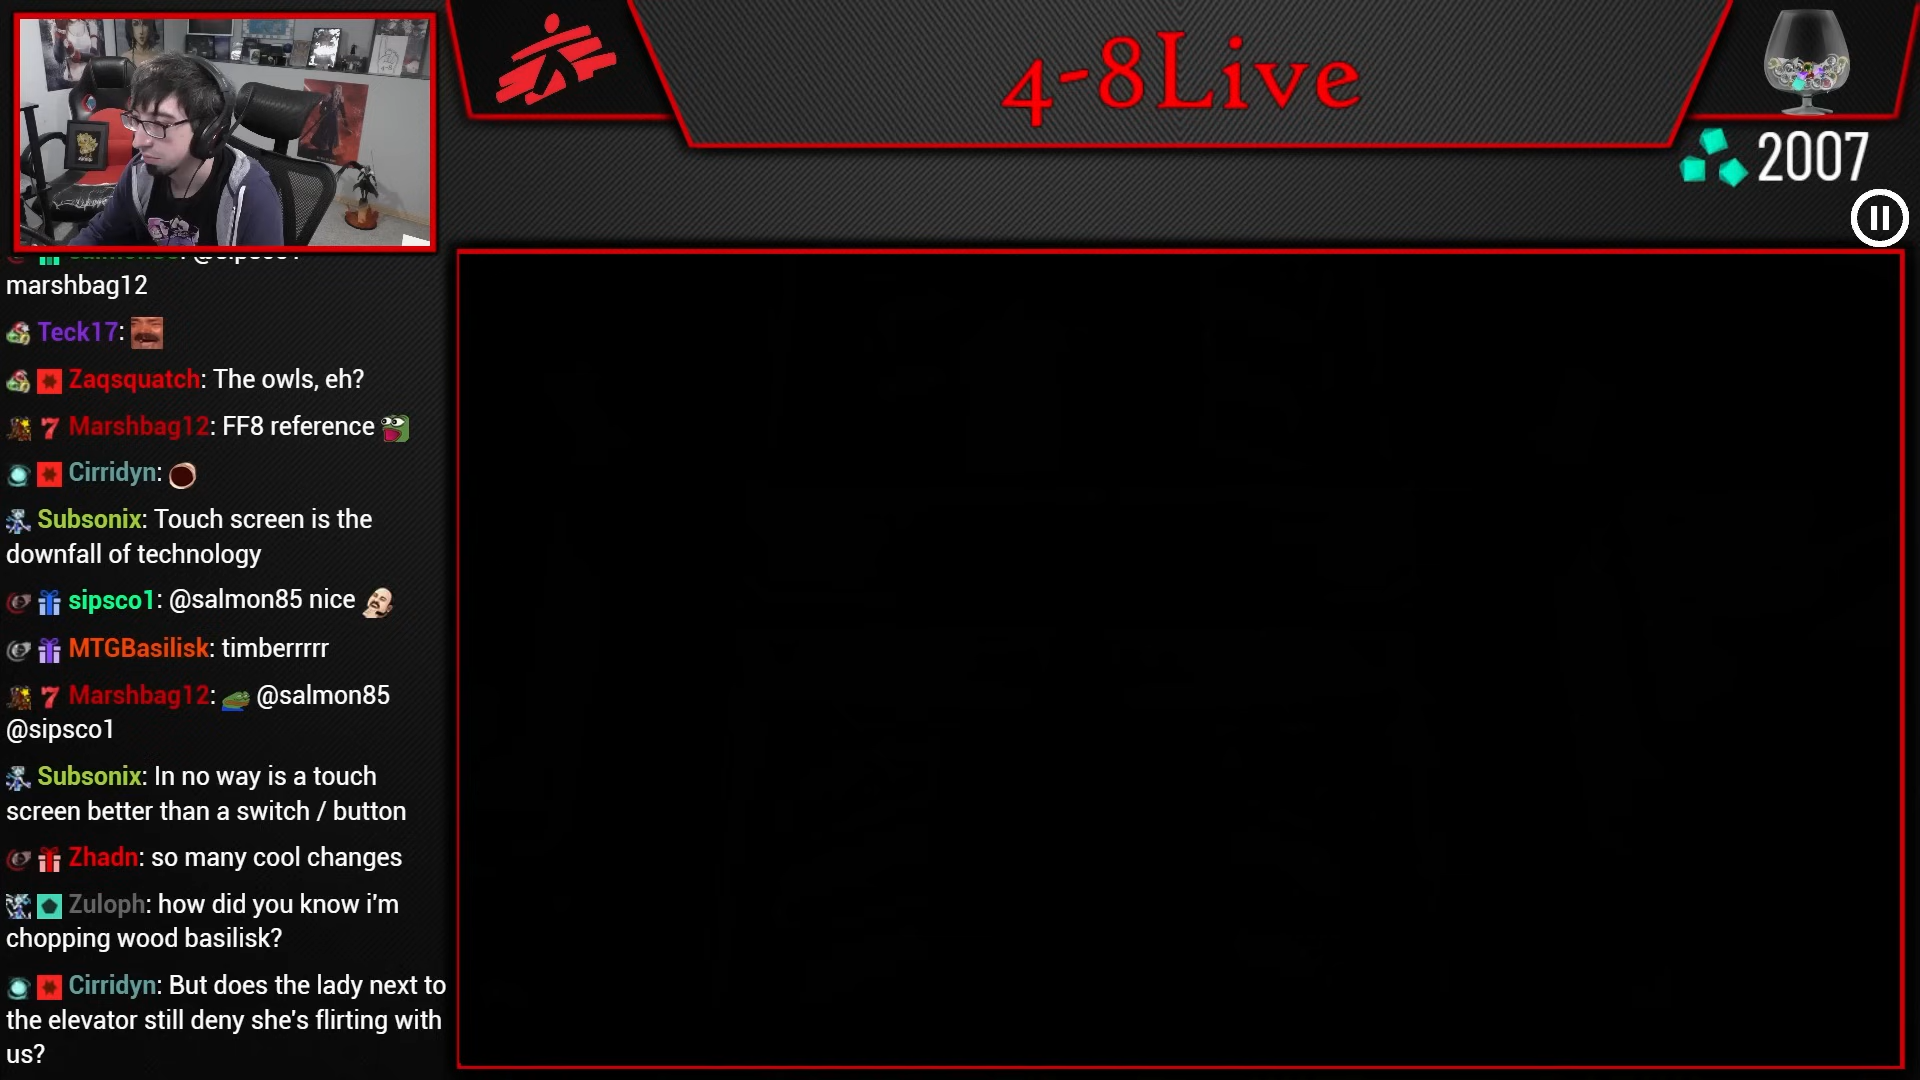 4-8Live
2007
marshbag12
Teck17:
Zaqsquatch: The owls, eh?
7 Marshbag12: FF8 reference
Cirridyn:
Subsonix: Touch screen is the
downfall of technology
sipsco1: @salmon85 nice
MTGBasilisk: timberrrrr
7 Marshbag12: @salmon85
@sipsco1
Subsonix: In no way is a touch
screen better than a switch / button
Zhadn: so many cool changes
Zuloph: how did you know i'm
chopping wood basilisk?
Cirridyn: But does the lady next to
the elevator still deny she's flirting with
us?